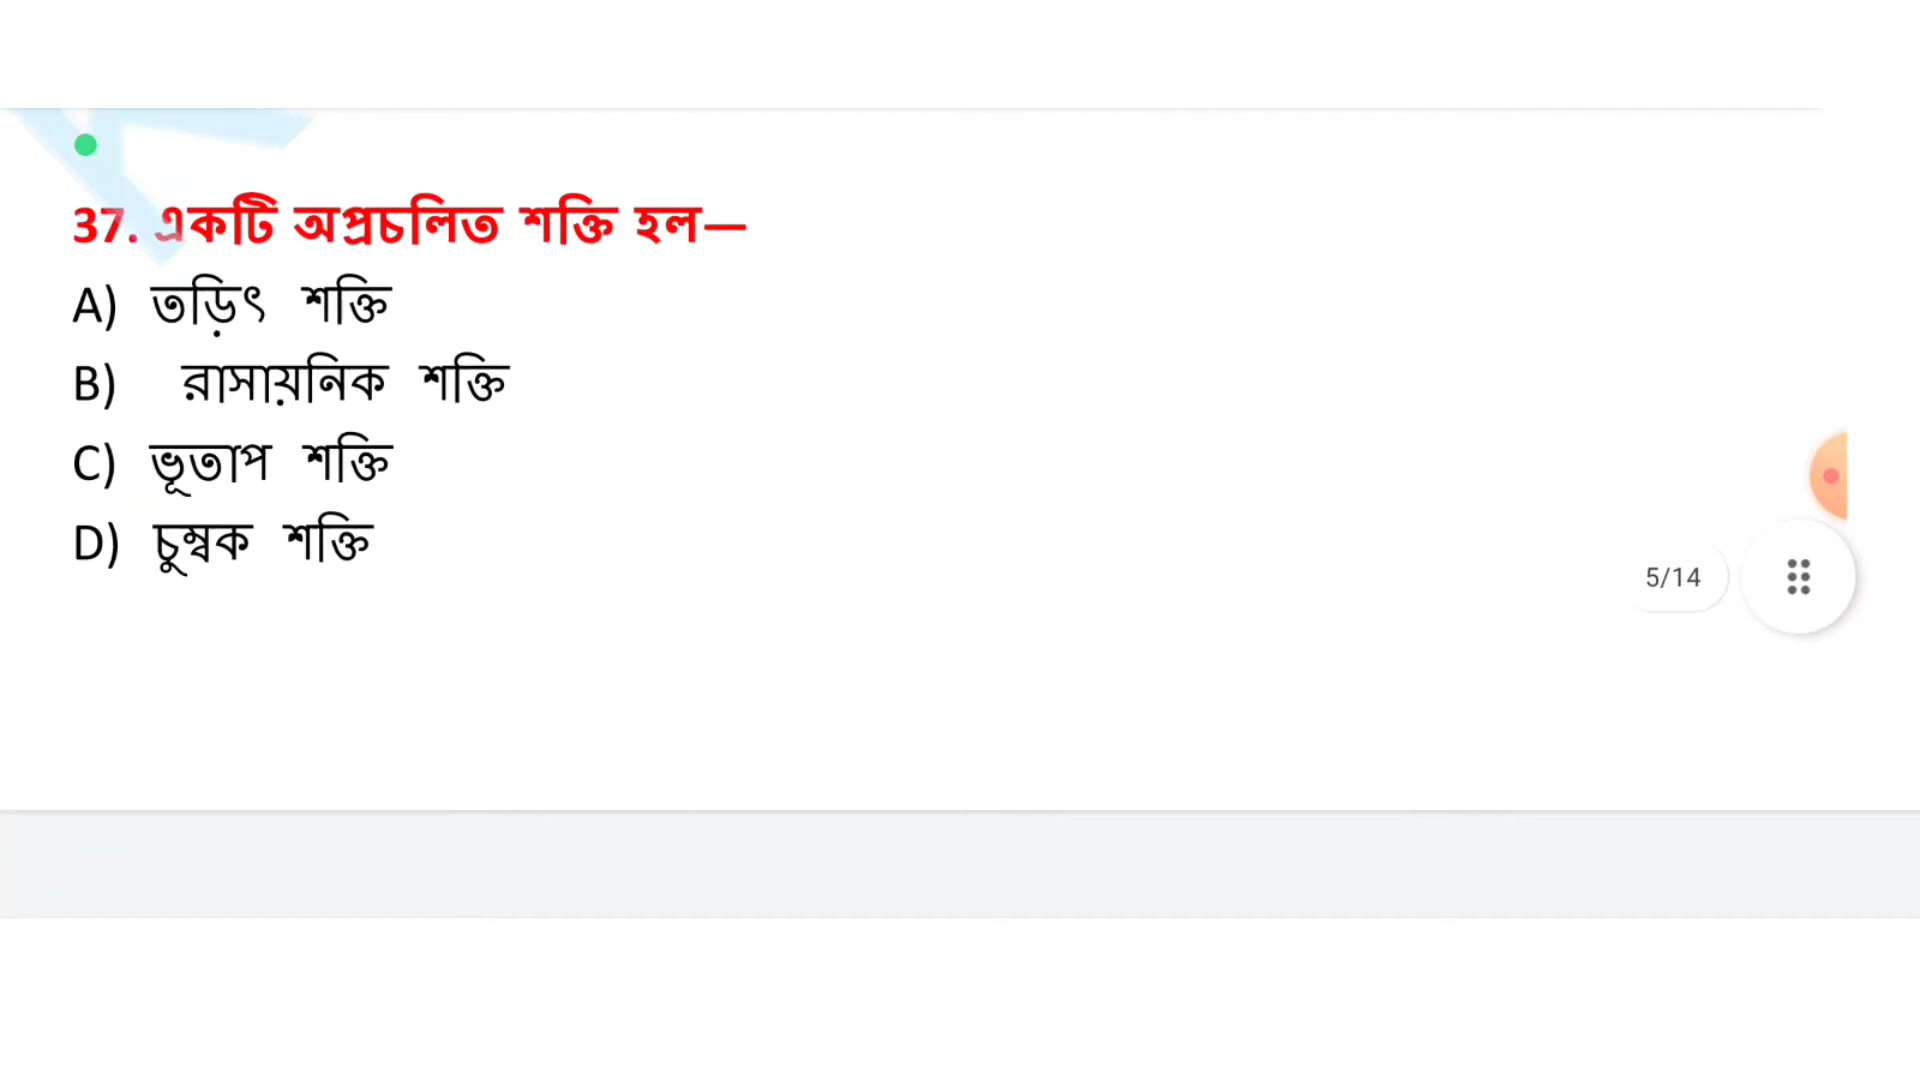 37. একটি অপ্রচলিত শক্তি হল—
A) তড়িৎ শক্তি
B) রাসায়নিক শক্তি
C) ভূতাপ শক্তি
D) চুম্বক শক্তি
5/14